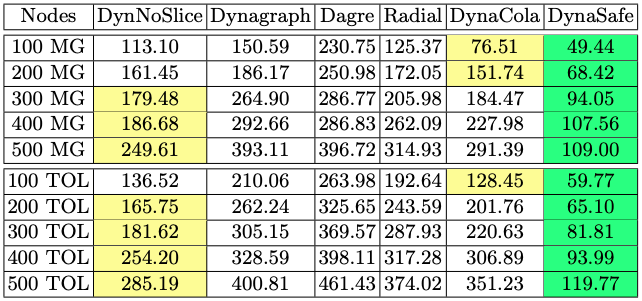 Nodes DynNoSlice Dynagraph Dagre Radial DynaCola DynaSafe
100 MG 113.10 150.59 230.75 125.37 76.51 49.44
200 MG 161.45 186.17 250.98 172.05 151.74 68.42
300 MG 179.48 264.90 286.77 205.98 184.47 94.05
400 MG 186.68 292.66 286.83 262.09 227.98 107.56
500 MG 249.61 393.11 396.72 314.93 291.39 109.00
100 TOL 136.52 210.06 263.98 192.64 128.45 59.77
200 TOL 165.75 262.24 325.65 243.59 201.76 65.10
300 TOL 181.62 305.15 369.57 287.93 220.63 81.81
400 TOL 254.20 328.59 398.11 317.28 306.89 93.99
500 TOL 285.19 400.81 461.43 374.02 351.23 119.77